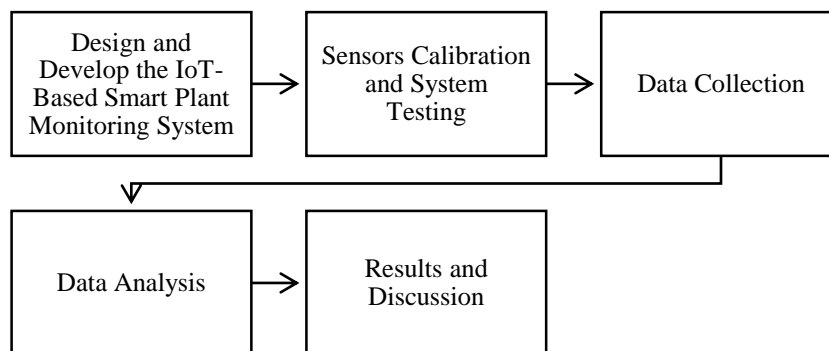 Design and
Develop the IoT-
Based Smart Plant
Monitoring System
Sensors Calibration
and System
Testing
Data Collection
Data Analysis
Results and
Discussion